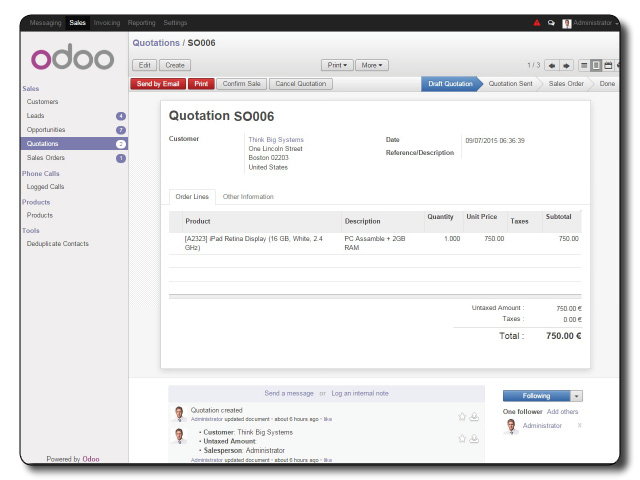 Messaging Sales Invoicing Reporting Settings Administrator
odoo
Quotations / SO006
Edit Create Print More 1 / 3
Send by Email Print Confirm Sale Cancel Quotation Draft Quotation Quotation Sent Sales Order Done
Sales
Customers
Leads 4
Opportunities 7
Quotations 2
Sales Orders 1
Phone Calls
Logged Calls
Products
Products
Tools
Deduplicate Contacts
Powered by Odoo
Quotation SO006
Customer Think Big Systems
One Lincoln Street
Boston 02203
United States
Date 09/07/2015 06:36:39
Reference/Description
Order Lines Other Information
Product Description Quantity Unit Price Taxes Subtotal
[A2323] iPad Retina Display (16 GB, White, 2.4 PC Assamble + 2GB 1.000 750.00 750.00
GHz) RAM
Untaxed Amount : 750.00 €
Taxes : 0.00 €
Total : 750.00 €
Send a message or Log an internal note
Quotation created
Administrator updated document - about 6 hours ago - like
• Customer: Think Big Systems
• Untaxed Amount:
• Salesperson: Administrator
Administrator updated document - about 6 hours ago - like
Following
One follower Add others
Administrator X